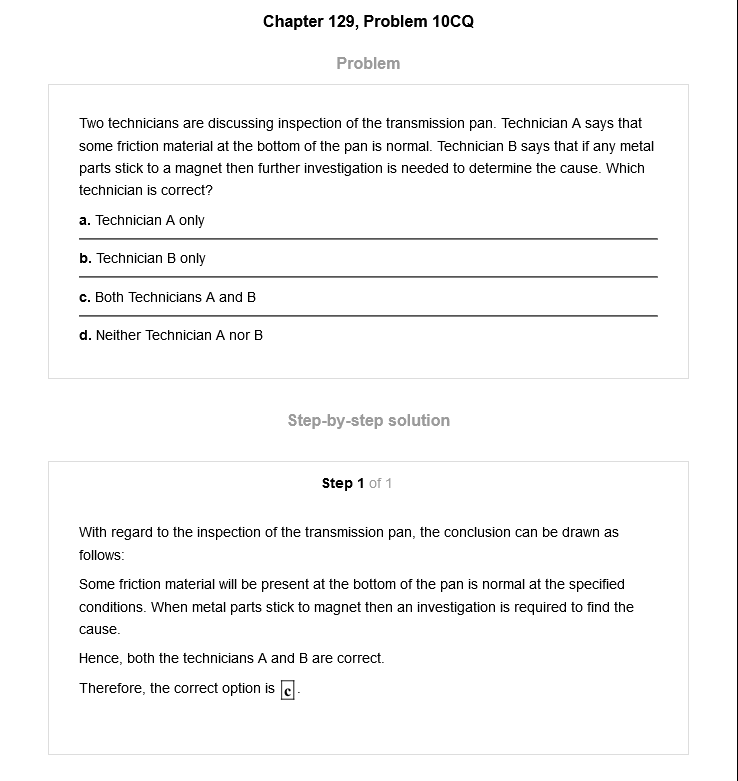 Chapter 129, Problem 10CQ
Problem
Two technicians are discussing inspection of the transmission pan. Technician A says that
some friction material at the bottom of the pan is normal. Technician B says that if any metal
parts stick to a magnet then further investigation is needed to determine the cause. Which
technician is correct?
a. Technician A only
b. Technician B only
c. Both Technicians A and B
d. Neither Technician A nor B
Step-by-step solution
Step 1 of 1
With regard to the inspection of the transmission pan, the conclusion can be drawn as
follows:
Some friction material will be present at the bottom of the pan is normal at the specified
conditions. When metal parts stick to magnet then an investigation is required to find the
cause.
Hence, both the technicians A and B are correct.
Therefore, the correct option is c.